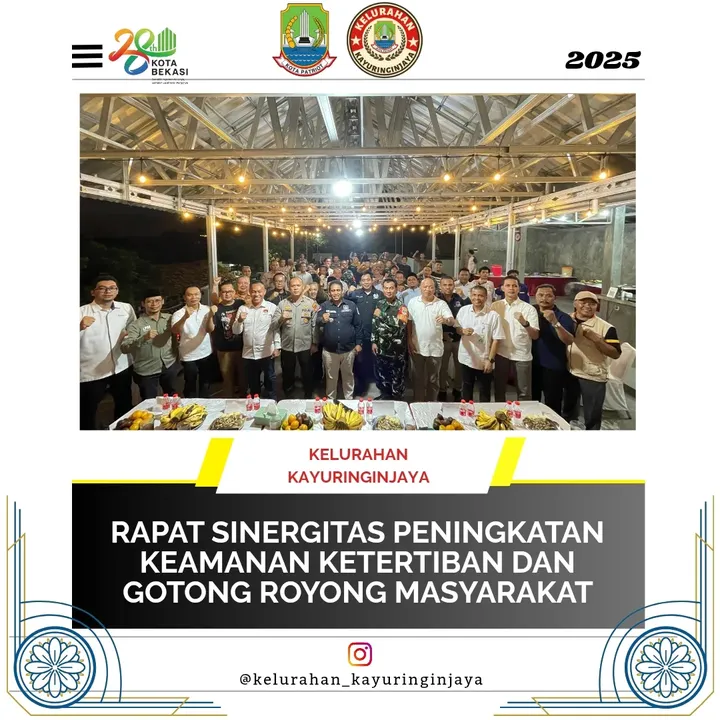 28th
KOTA
BEKASI
KOTA PATRIOT
KELURAHAN
KAYURINGINJAYA
2025
KELURAHAN
KAYURINGINJAYA
RAPAT SINERGITAS PENINGKATAN
KEAMANAN KETERTIBAN DAN
GOTONG ROYONG MASYARAKAT
@kelurahan_kayuringinjaya